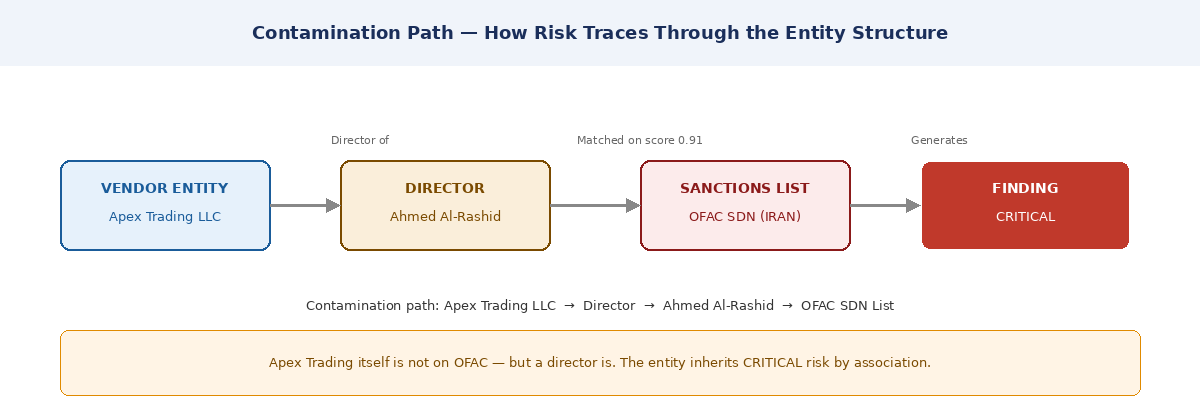 Contamination Path — How Risk Traces Through the Entity Structure
Director of
Matched on score 0.91
Generates
VENDOR ENTITY
Apex Trading LLC
DIRECTOR
Ahmed Al-Rashid
SANCTIONS LIST
OFAC SDN (IRAN)
FINDING
CRITICAL
Contamination path: Apex Trading LLC → Director → Ahmed Al-Rashid → OFAC SDN List
Apex Trading itself is not on OFAC — but a director is. The entity inherits CRITICAL risk by association.